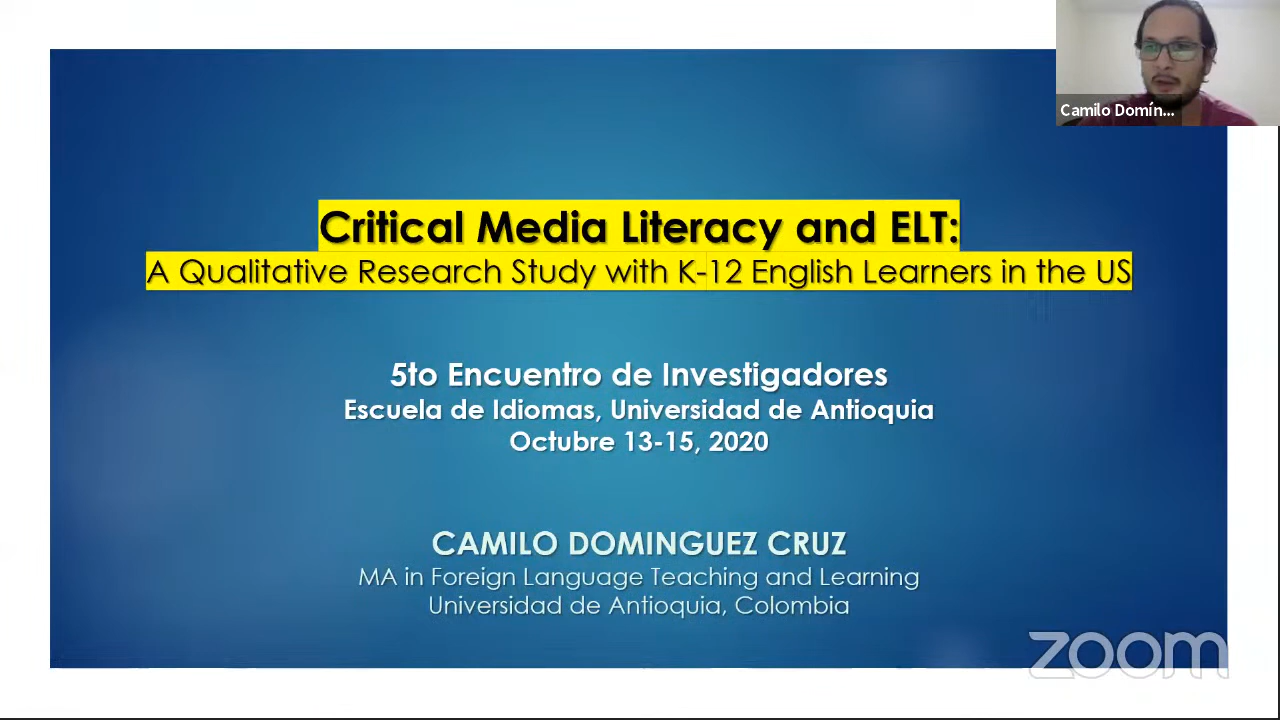 Camilo Domín...
Critical Media Literacy and ELT:
A Qualitative Research Study with K-12 English Learners in the US
5to Encuentro de Investigadores
Escuela de Idiomas, Universidad de Antioquia
Octubre 13-15, 2020
CAMILO DOMINGUEZ CRUZ
MA in Foreign Language Teaching and Learning
Universidad de Antioquia, Colombia
zoom